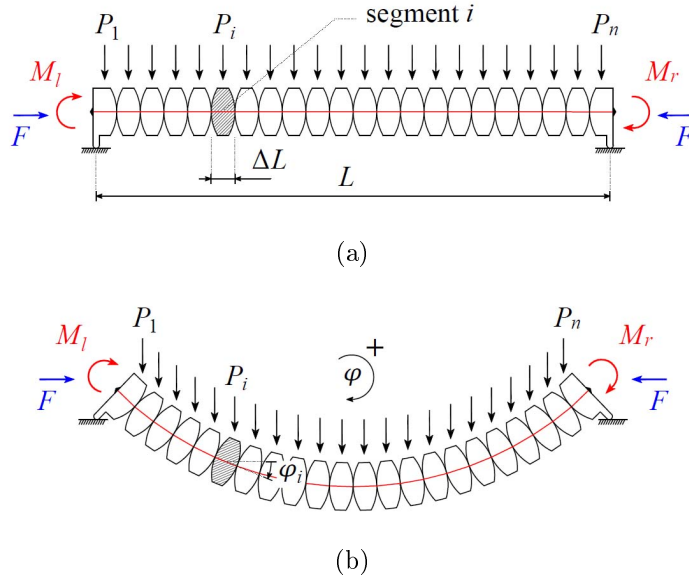 P₁ Pᵢ segment i Pₙ
Mₗ Mᵣ
F F
ΔL L
(a)
P₁ Pₙ
Mₗ φ + Mᵣ
F Pᵢ F
φᵢ
(b)